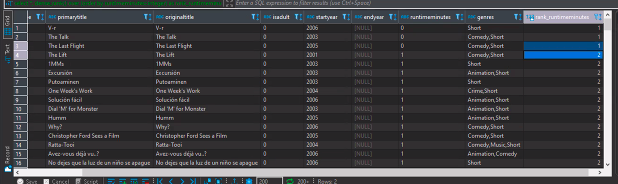 Enter a SQL expression to filter results (use Ctrl+Space)
Grid
Text
Record
primarytitle originaltitle isadult startyear endyear runtimeminutes genres rank_runtimeminutes
1 V-r V-r 0 2006 [NULL] 0 Short 1
2 The Talk The Talk 0 2003 [NULL] 0 Comedy,Short 1
3 The Last Flight The Last Flight 0 2005 [NULL] 0 Comedy,Short 1
4 The Lift The Lift 0 2001 [NULL] 1 Comedy,Short 2
5 1MMs 1MMs 0 2003 [NULL] 1 Short 2
6 Excursión Excursión 0 2003 [NULL] 1 Animation,Short 2
7 Putoaminen Putoaminen 0 2003 [NULL] 1 Short 2
8 One Week's Work One Week's Work 0 2004 [NULL] 1 Crime,Short 2
9 Solución fácil Solución fácil 0 2004 [NULL] 1 Animation,Short 2
10 Dial 'M' for Monster Dial 'M' for Monster 0 2005 [NULL] 1 Animation,Short 2
11 Humm Humm 0 2005 [NULL] 1 Animation,Short 2
12 Why? Why? 0 2003 [NULL] 1 Comedy,Short 2
13 Christopher Ford Sees a Film Christopher Ford Sees a Film 0 2005 [NULL] 1 Comedy,Short 2
14 Ratta-Tooi Ratta-Tooi 0 2004 [NULL] 1 Comedy,Music,Short 2
15 Avez-vous déjà vu..? Avez-vous déjà vu..? 0 2006 [NULL] 1 Animation,Comedy 2
16 No dejes que la luz de un niño se apague No dejes que la luz de un niño se apague 0 2006 [NULL] 1 Short 2
Save Cancel Script 200 200+ Rows: 2